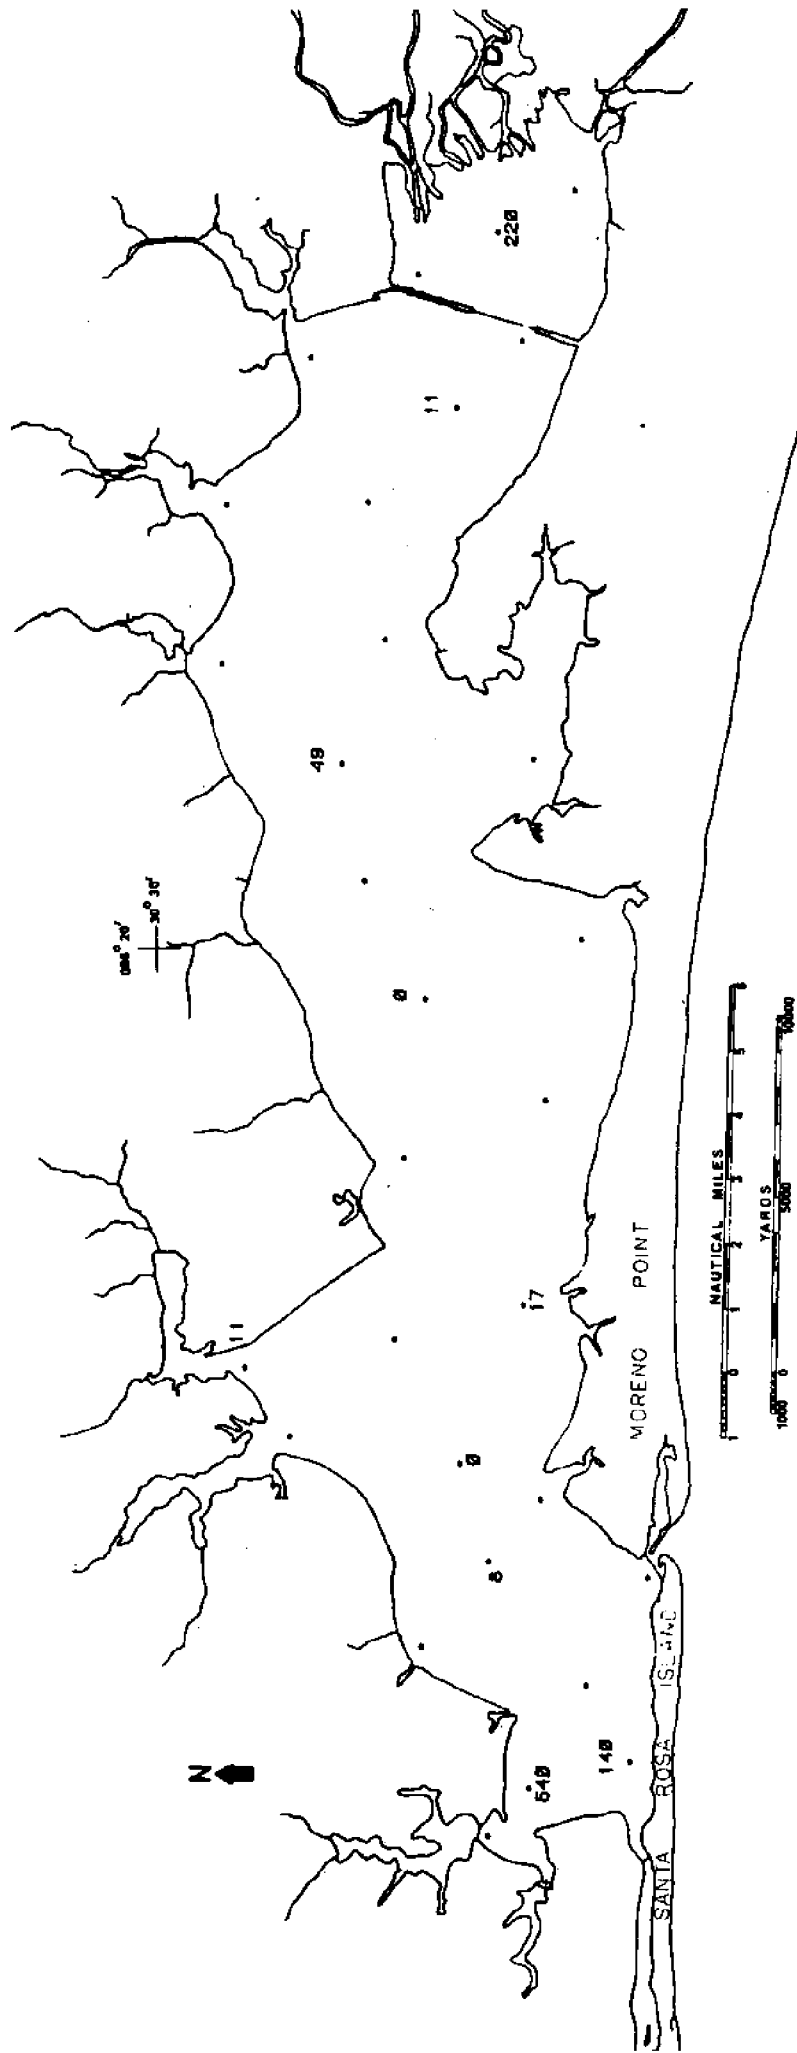 086° 20'
30° 30'
N
11
49
0
11
0
8
220
17
540
140
MORENO POINT
SANTA ROSA ISLAND
NAUTICAL MILES
1 0 1 2 3 4 5 6
YARDS
1000 0 5000 10000